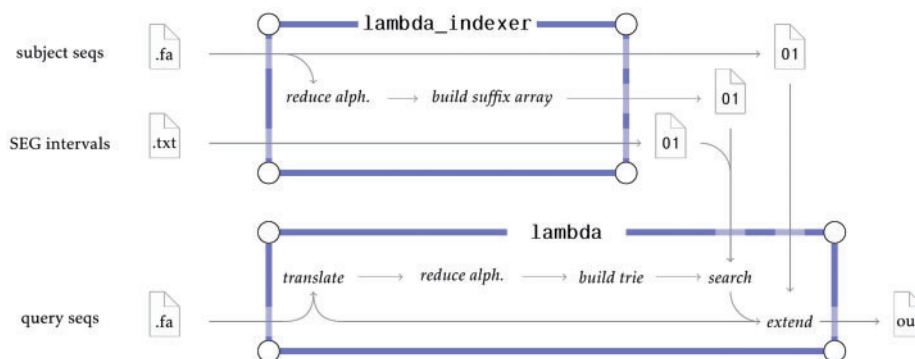 lambda_indexer
subject seqs .fa 01
reduce alph. build suffix array 01
SEG intervals .txt 01
lambda
translate reduce alph. build trie search
query seqs .fa extend ou